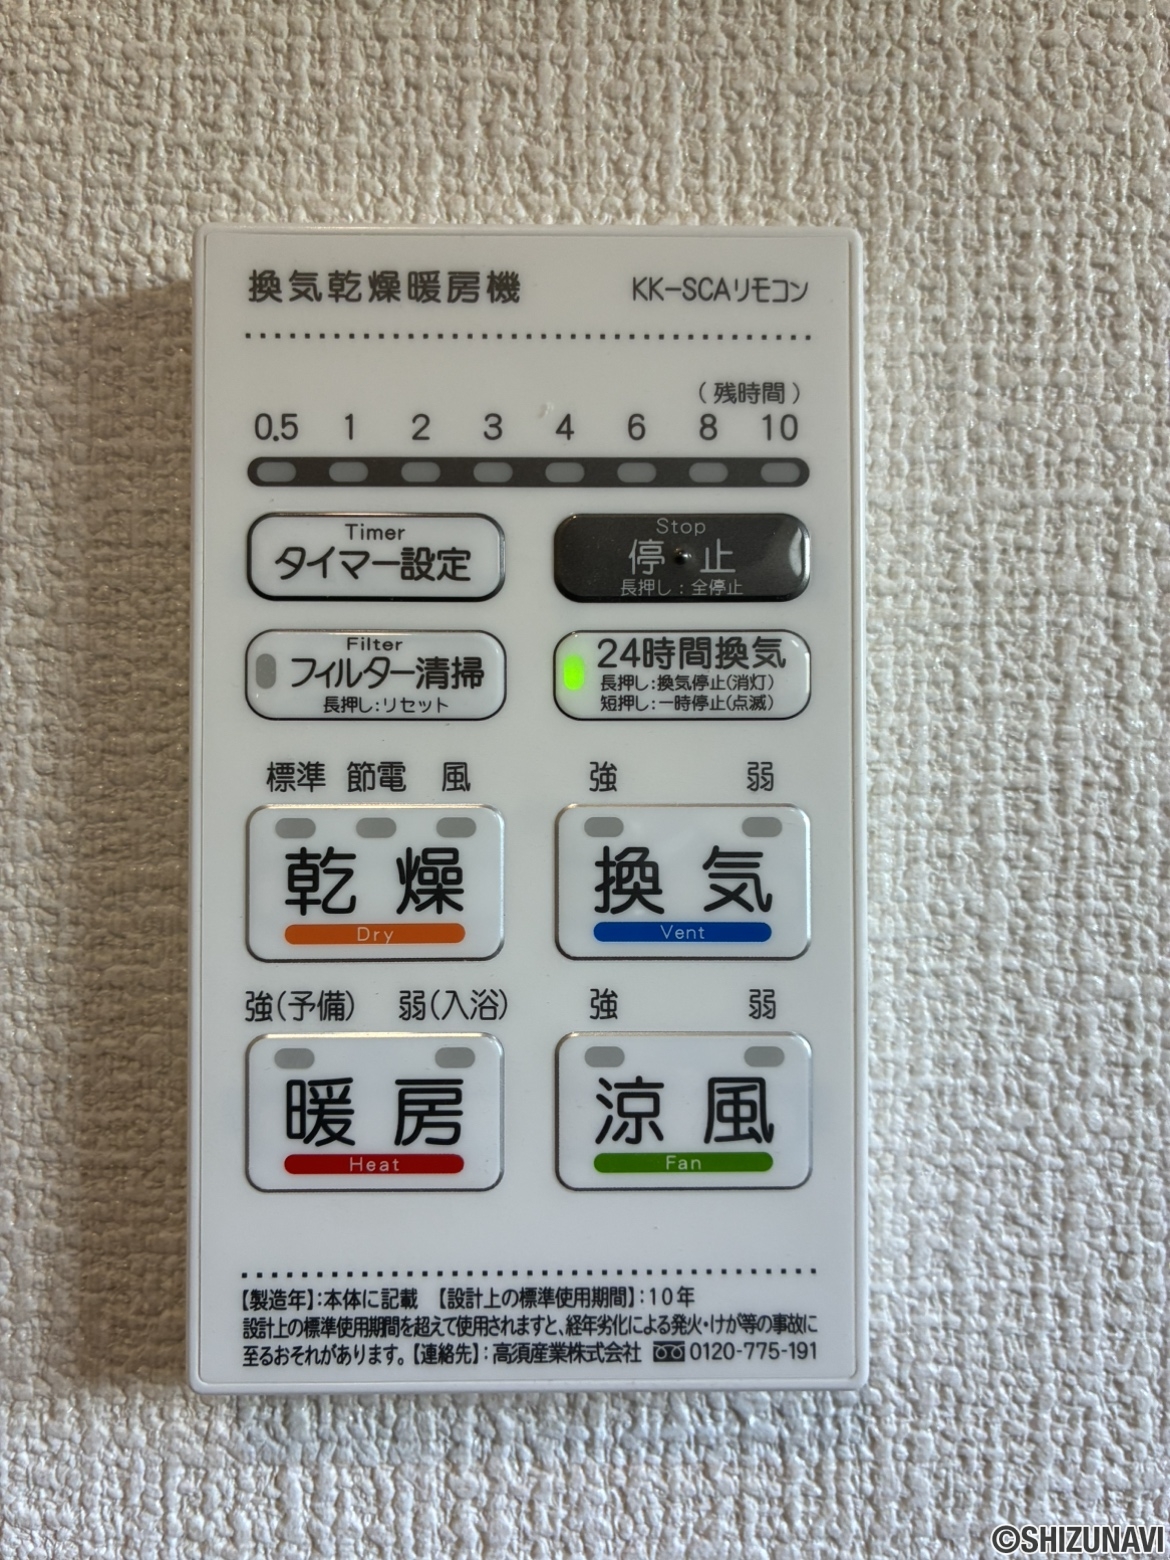 換気乾燥暖房機 KK-SCAリモコン
(残時間)
0.5 1 2 3 4 6 8 10
Timer
タイマー設定
Stop
停・止
長押し:全停止
Filter
フィルター清掃
長押し:リセット
24時間換気
長押し:換気停止(消灯)
短押し:一時停止(点滅)
標準 節電 風
乾燥
Dry
強 弱
換気
Vent
強(予備) 弱(入浴)
暖房
Heat
強 弱
涼風
Fan
【製造年】:本体に記載 【設計上の標準使用期間】:10年
設計上の標準使用期間を超えて使用されますと、経年劣化による発火・けが等の事故に
至るおそれがあります。【連絡先】:高須産業株式会社 0120-775-191
©SHIZUNAVI